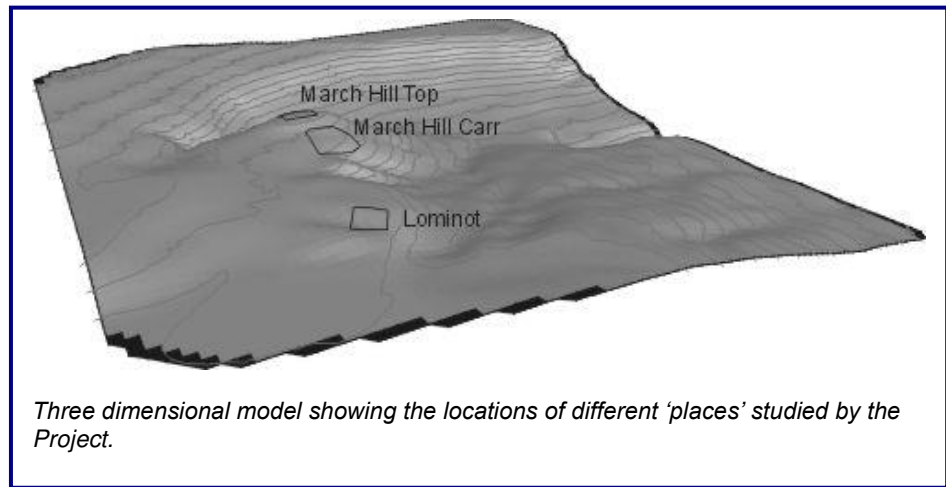 March Hill Top
March Hill Carr
Lominot
Three dimensional model showing the locations of different ‘places’ studied by the
Project.